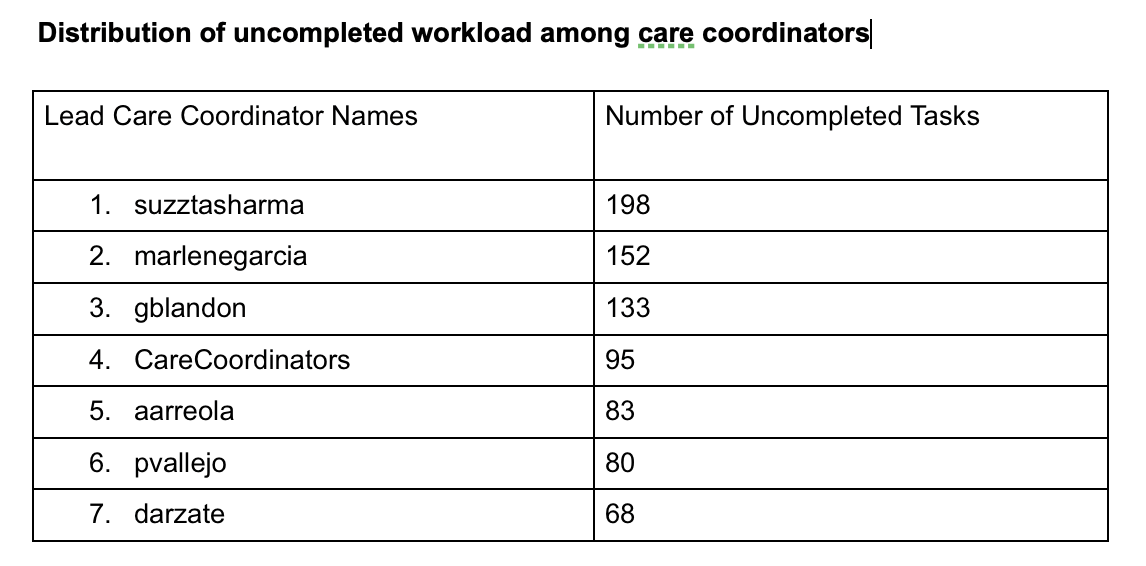 Distribution of uncompleted workload among care coordinators
Lead Care Coordinator Names Number of Uncompleted Tasks
1. suzztasharma 198
2. marlenegarcia 152
3. gblandon 133
4. CareCoordinators 95
5. aarreola 83
6. pvallejo 80
7. darzate 68